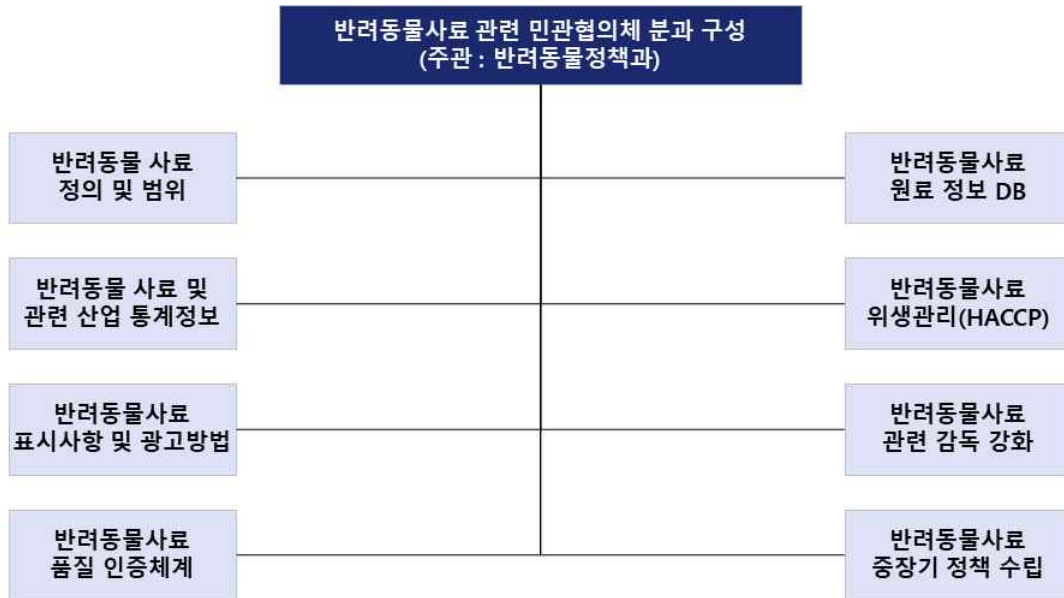 반려동물사료 관련 민관협의체 분과 구성
(주관 : 반려동물정책과)
반려동물 사료
정의 및 범위
반려동물사료
원료 정보 DB
반려동물 사료 및
관련 산업 통계정보
반려동물사료
위생관리(HACCP)
반려동물사료
표시사항 및 광고방법
반려동물사료
관련 감독 강화
반려동물사료
품질 인증체계
반려동물사료
중장기 정책 수립